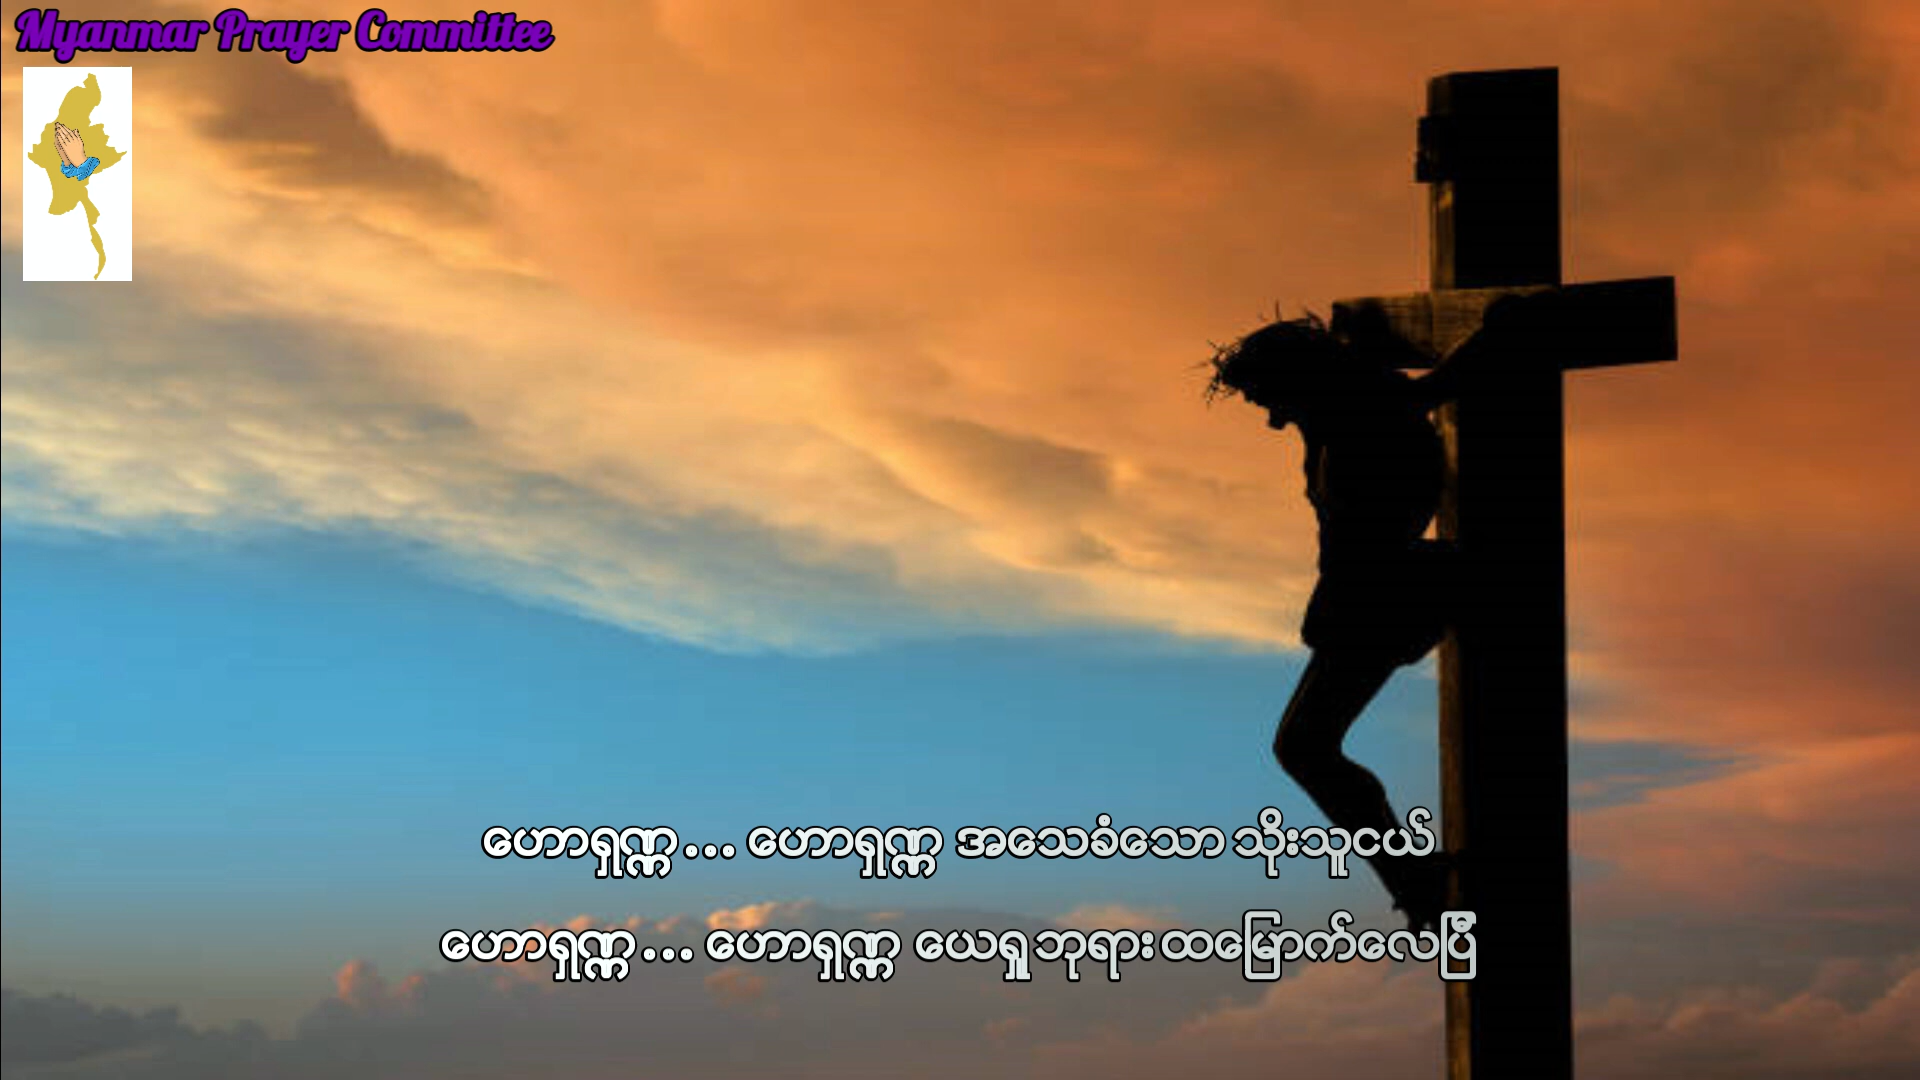 Myanmar Prayer Committee
ဟောရှဏ္ဏ... ဟောရှဏ္ဏ အသေခံသော သိုးသူငယ်
ဟောရှဏ္ဏ... ဟောရှဏ္ဏ ယေရှုဘုရားထမြောက်လေပြီ